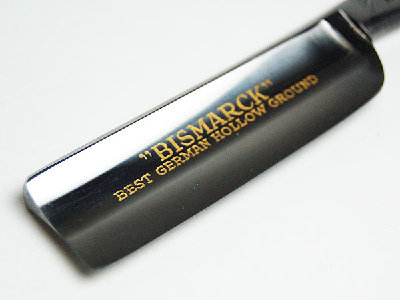 "BISMARCK"
BEST GERMAN HOLLOW GROUND